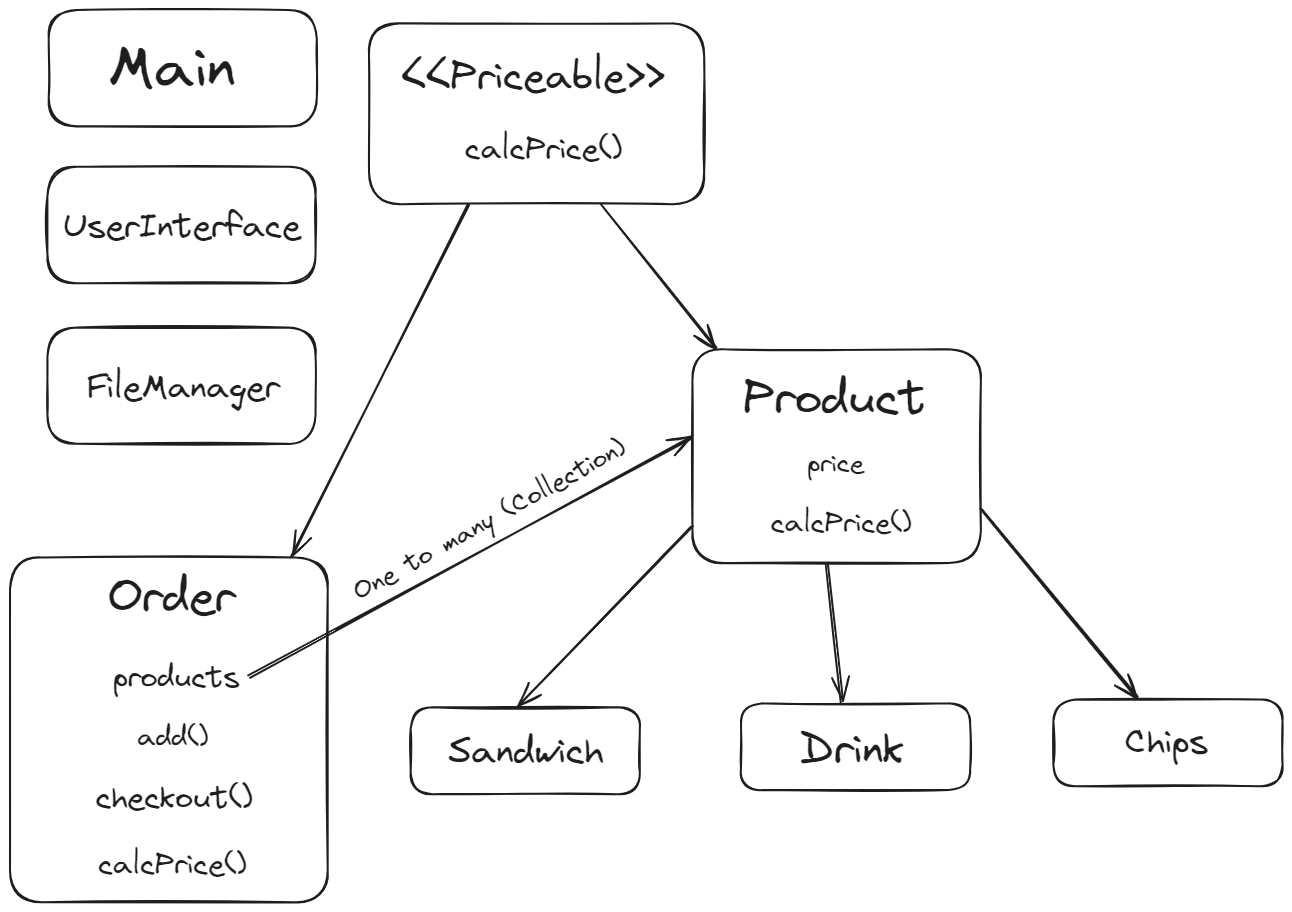 Main
<<Priceable>>
calcPrice()
UserInterface
FileManager
Product
price
calcPrice()
One to many (Collection)
Order
products
add()
checkout()
calcPrice()
Sandwich
Drink
Chips